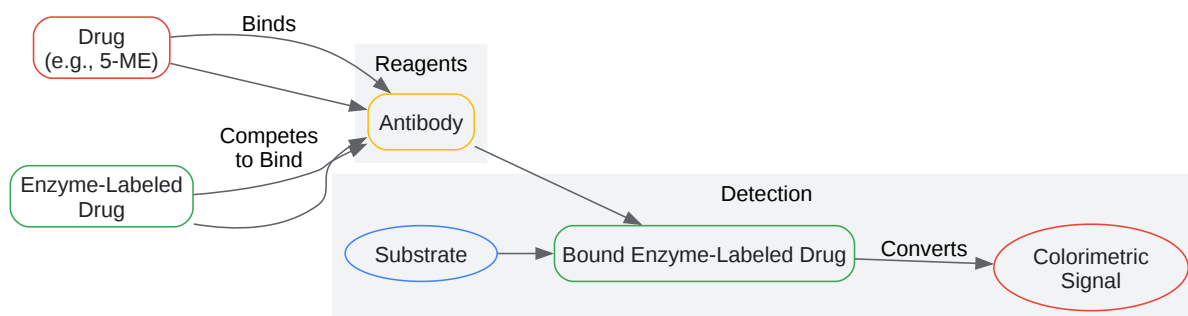 Drug
(e.g., 5-ME)
Binds
Reagents
Antibody
Competes
to Bind
Enzyme-Labeled
Drug
Detection
Substrate
Bound Enzyme-Labeled Drug
Converts
Colorimetric
Signal